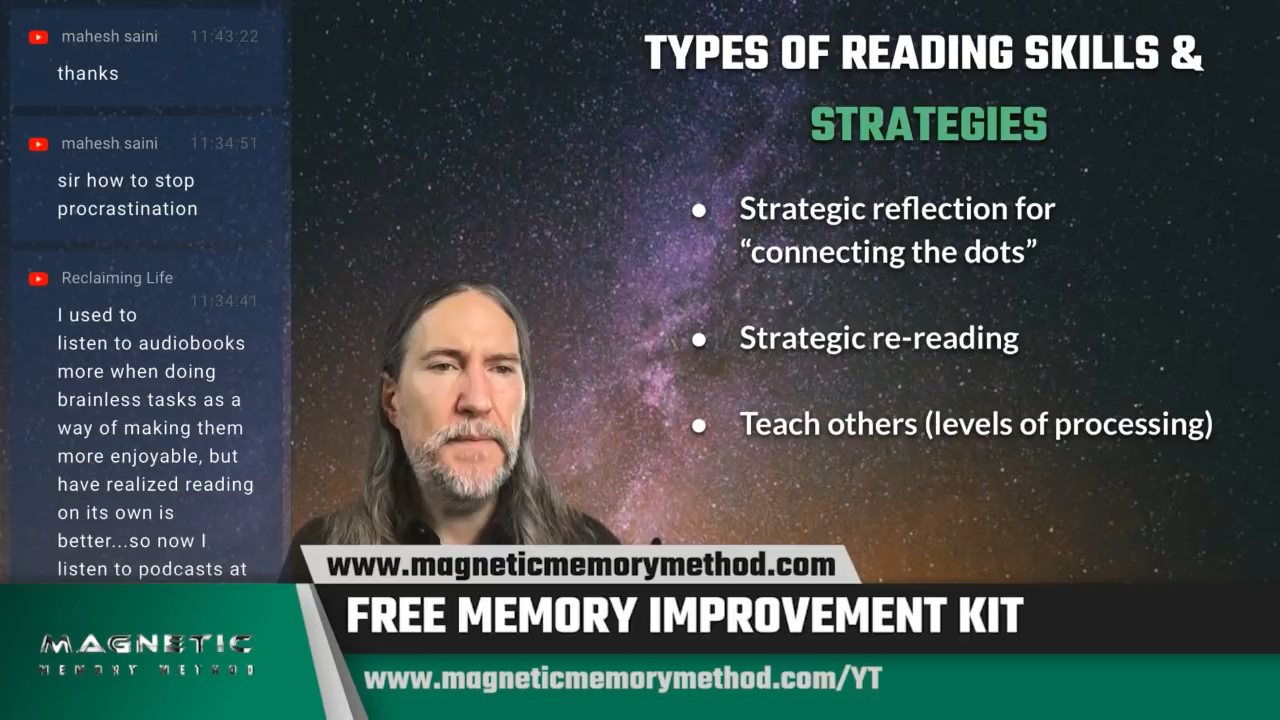 mahesh saini 11:43:22
thanks
mahesh saini 11:34:51
sir how to stop
procrastination
Reclaiming Life
11:34:41
I used to
listen to audiobooks
more when doing
brainless tasks as a
way of making them
more enjoyable, but
have realized reading
on its own is
better...so now I
listen to podcasts at
TYPES OF READING SKILLS &
STRATEGIES
● Strategic reflection for
“connecting the dots”
● Strategic re-reading
● Teach others (levels of processing)
www.magneticmemorymethod.com
FREE MEMORY IMPROVEMENT KIT
www.magneticmemorymethod.com/YT
MAGNETIC
MEMORY METHOD